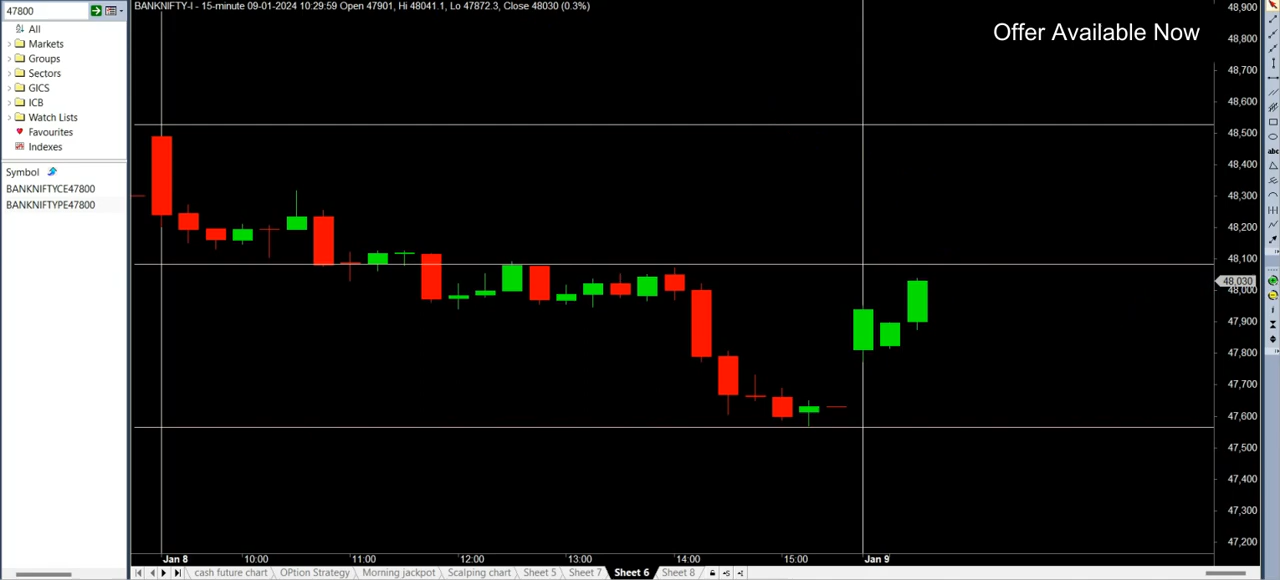 47800
BANKNIFTY-I - 15-minute 09-01-2024 10:29:59 Open 47901, Hi 48041.1, Lo 47872.3, Close 48030 (0.3%)
Offer Available Now
All
Markets
Groups
Sectors
GICS
ICB
Watch Lists
Favourites
Indexes
Symbol
BANKNIFTYCE47800
BANKNIFTYPE47800
48,900
48,800
48,700
48,600
48,500
48,400
48,300
48,200
48,100
48,030
48,000
47,900
47,800
47,700
47,600
47,500
47,400
47,300
47,200
abc
Jan 8 10:00 11:00 12:00 13:00 14:00 15:00 Jan 9
cash future chart OPtion Strategy Morning jackpot Scalping chart Sheet 5 Sheet 7 Sheet 6 Sheet 8